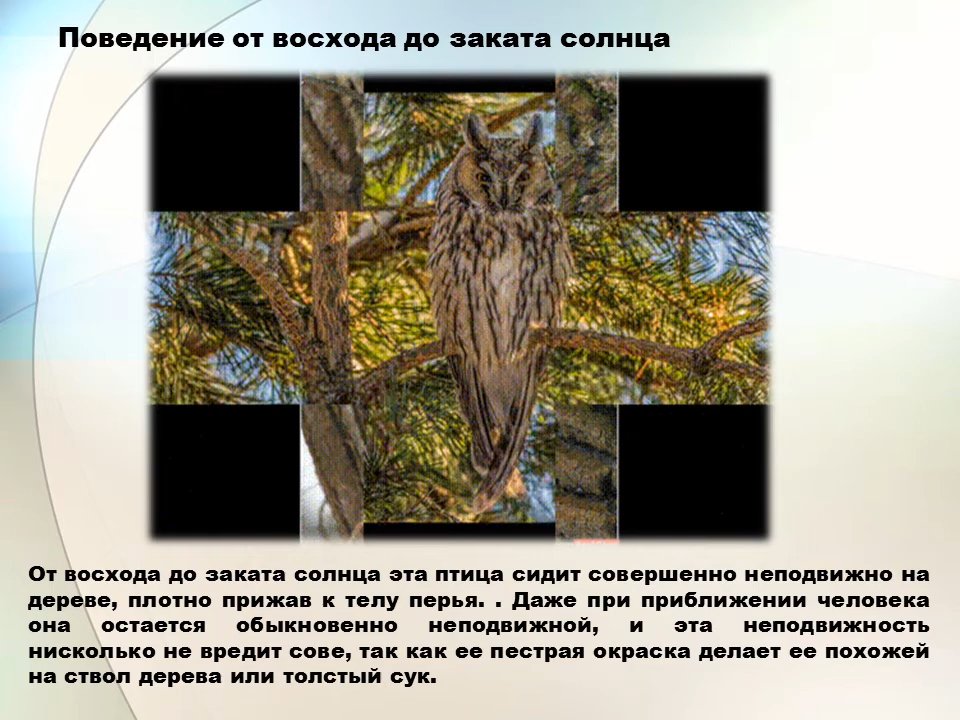 Поведение от восхода до заката солнца
От восхода до заката солнца эта птица сидит совершенно неподвижно на
дереве, плотно прижав к телу перья. . Даже при приближении человека
она остается обыкновенно неподвижной, и эта неподвижность
нисколько не вредит сове, так как ее пестрая окраска делает ее похожей
на ствол дерева или толстый сук.